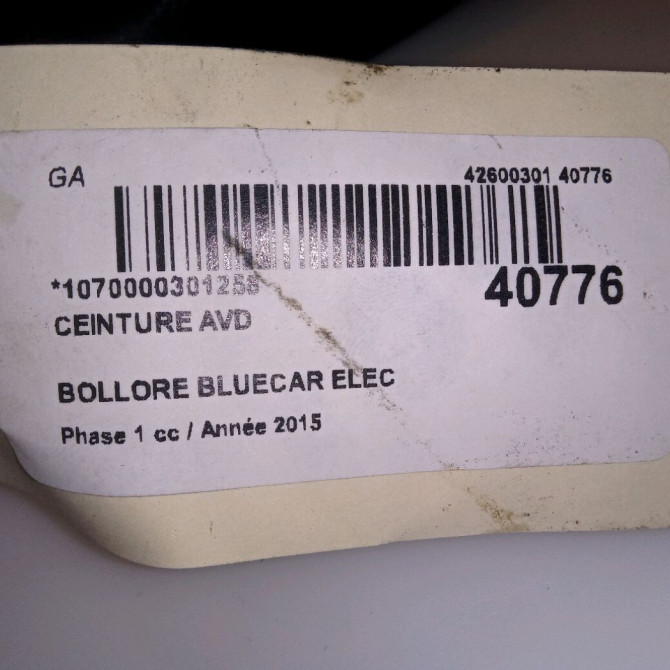 GA
42600301 40776
*1070000301258
40776
CEINTURE AVD
BOLLORE BLUECAR ELEC
Phase 1 cc / Année 2015